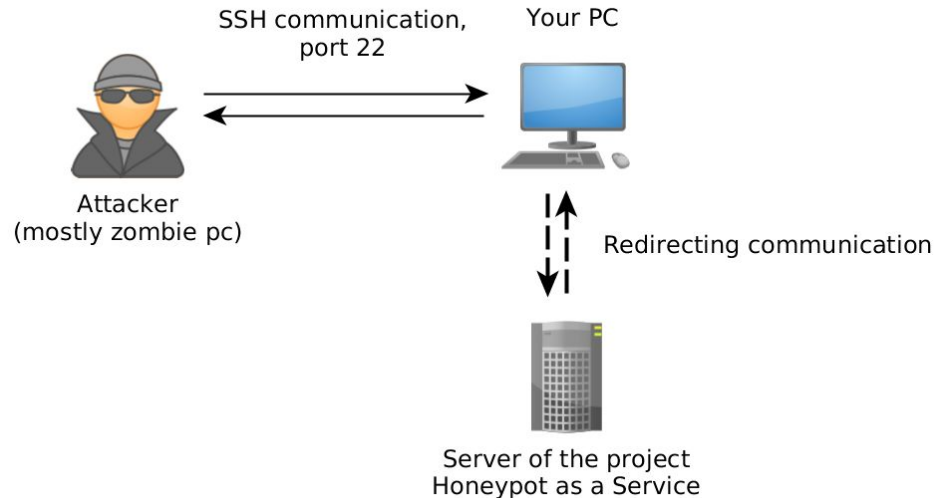 SSH communication,
port 22
Your PC
Attacker
(mostly zombie pc)
Redirecting communication
Server of the project
Honeypot as a Service